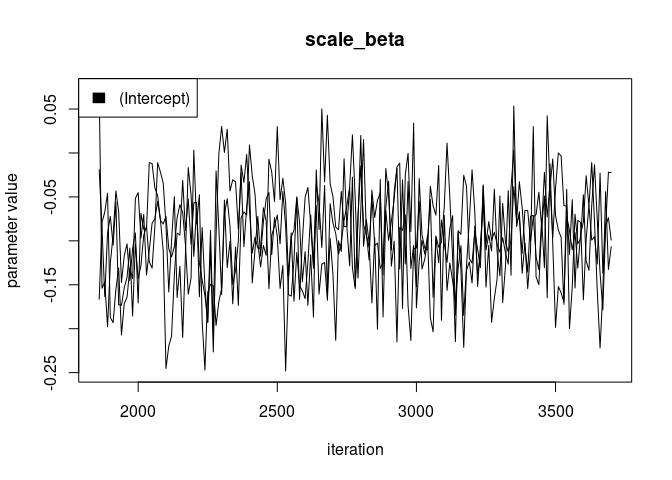 scale_beta
(Intercept)
parameter value
0.05
-0.05
-0.15
-0.25
2000 2500 3000 3500
iteration